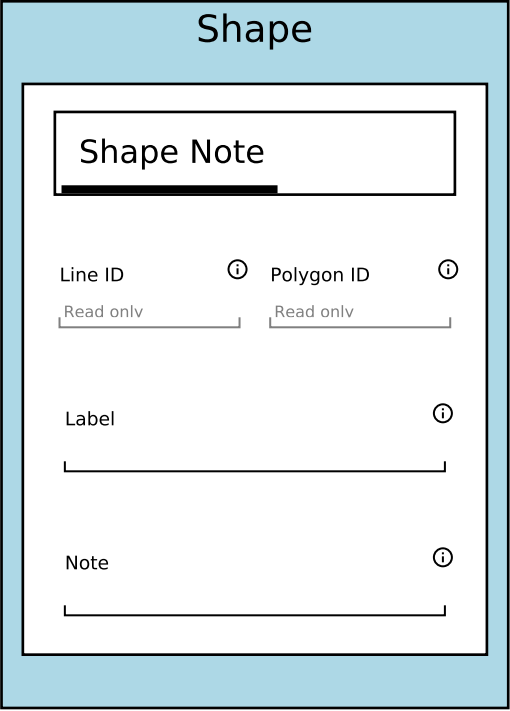 Shape
Shape Note
Line ID
Polygon ID
Read only
Read only
Label
Note